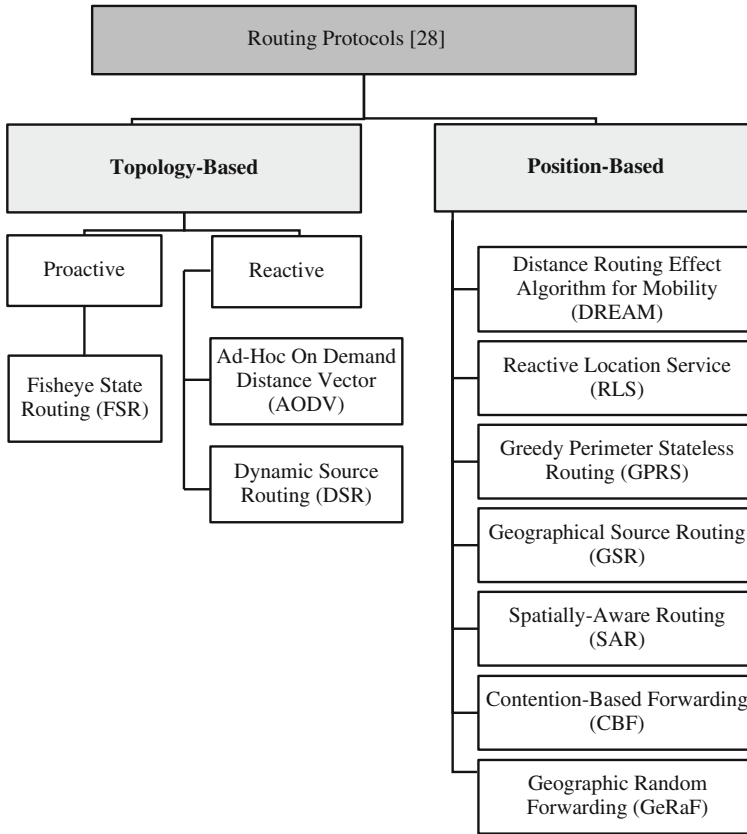 Routing Protocols [28]
Topology-Based
Position-Based
Proactive
Reactive
Fisheye State
Routing (FSR)
Ad-Hoc On Demand
Distance Vector
(AODV)
Dynamic Source
Routing (DSR)
Distance Routing Effect
Algorithm for Mobility
(DREAM)
Reactive Location Service
(RLS)
Greedy Perimeter Stateless
Routing (GPRS)
Geographical Source Routing
(GSR)
Spatially-Aware Routing
(SAR)
Contention-Based Forwarding
(CBF)
Geographic Random
Forwarding (GeRaF)